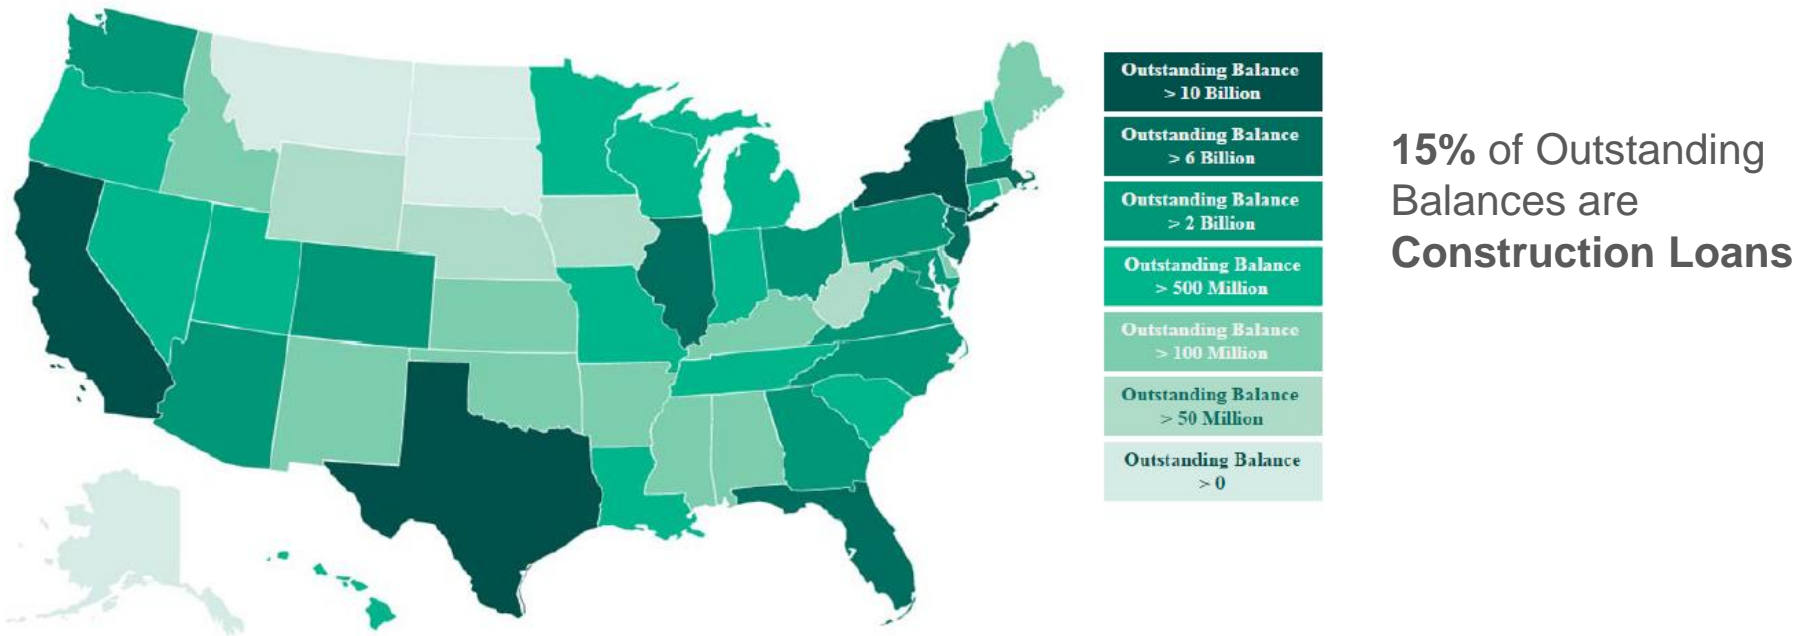 Outstanding Balance
> 10 Billion
Outstanding Balance
> 6 Billion
Outstanding Balance
> 2 Billion
Outstanding Balance
> 500 Million
Outstanding Balance
> 100 Million
Outstanding Balance
> 50 Million
Outstanding Balance
> 0
15% of Outstanding
Balances are
Construction Loans